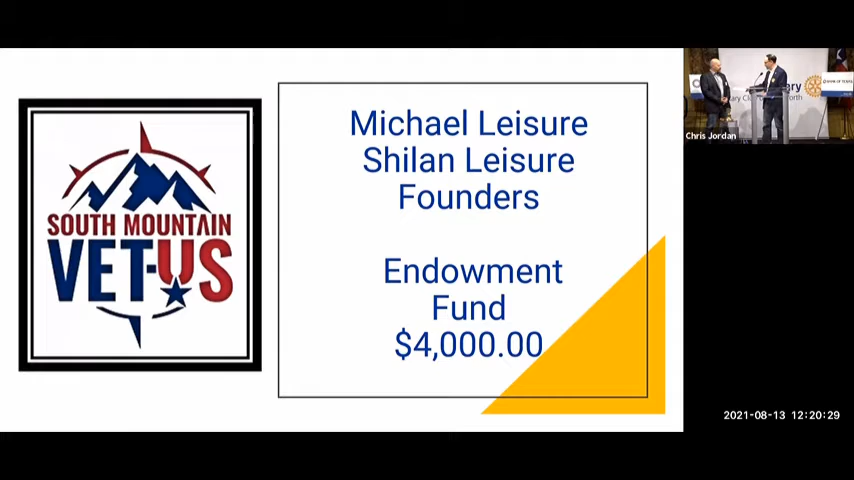 SOUTH MOUNTAIN
VET-US
Michael Leisure
Shilan Leisure
Founders
Endowment
Fund
$4,000.00
Chris Jordan
2021-08-13 12:20:29